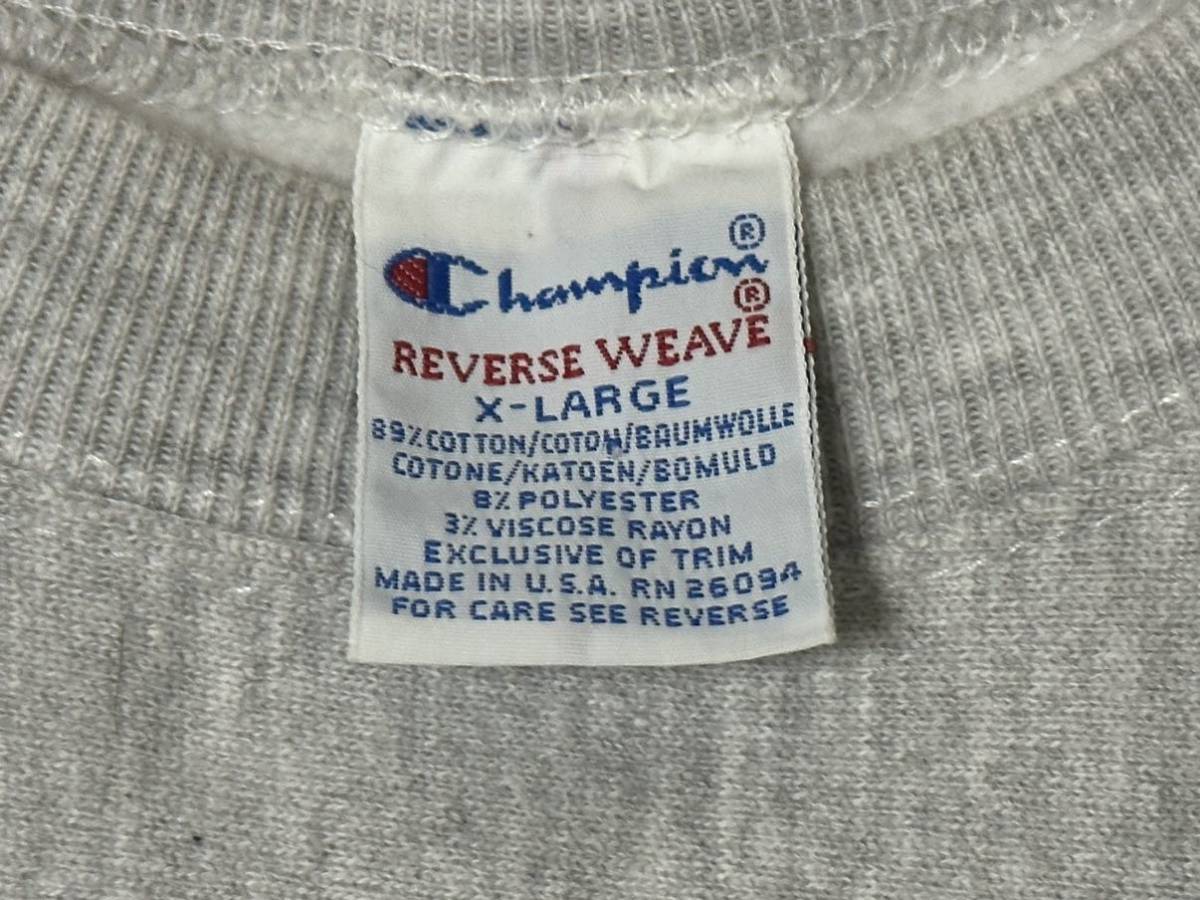 Champion®
REVERSE WEAVE®
X-LARGE
89% COTTON/COTON/BAUMWOLLE
COTONE/KATOEN/BOMULD
8% POLYESTER
3% VISCOSE RAYON
EXCLUSIVE OF TRIM
MADE IN U.S.A. RN 26094
FOR CARE SEE REVERSE